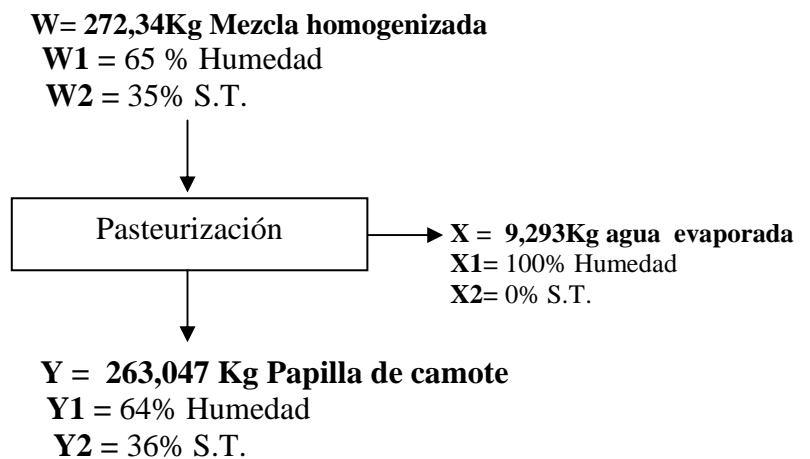 W= 272,34Kg Mezcla homogenizada
W1 = 65 % Humedad
W2 = 35% S.T.
Pasteurización
X = 9,293Kg agua evaporada
X1= 100% Humedad
X2= 0% S.T.
Y = 263,047 Kg Papilla de camote
Y1 = 64% Humedad
Y2 = 36% S.T.